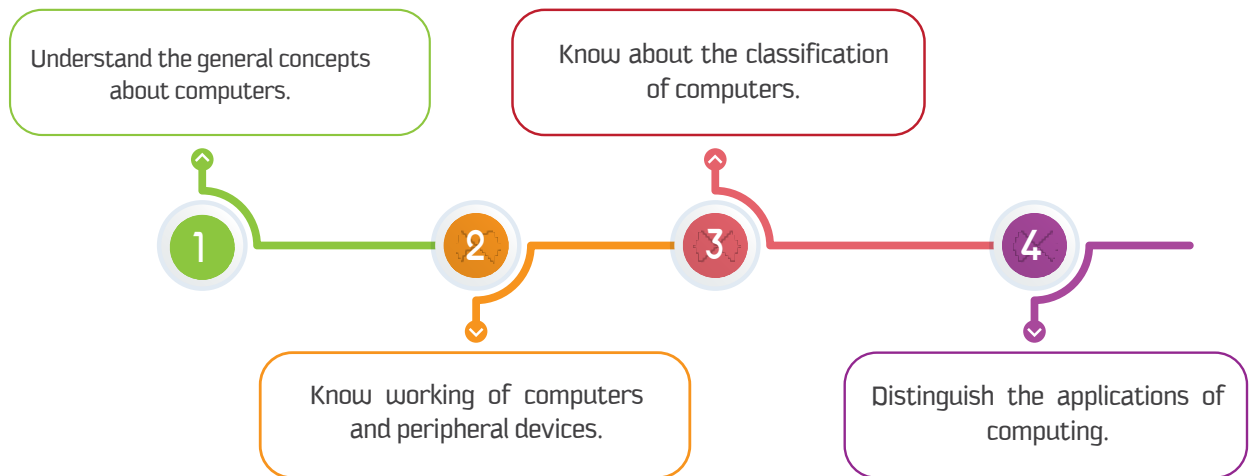 Understand the general concepts
about computers.
Know about the classification
of computers.
1
2
3
4
Know working of computers
and peripheral devices.
Distinguish the applications of
computing.